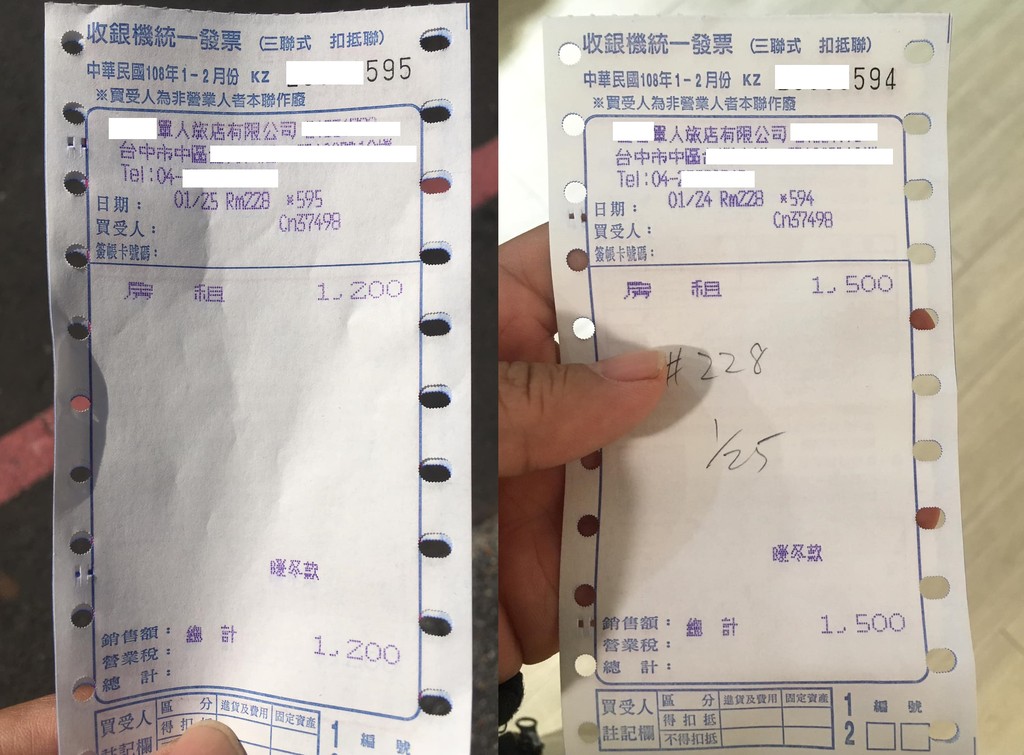 收銀機統一發票 (三聯式 扣抵聯)
中華民國108年1-2月份 KZ 595
※買受人為非營業人者本聯作廢
軍人旅店有限公司
台中市中區
Tel:04-
日期: 01/25 Rm228 *595
買受人: Cn37498
簽帳卡號碼:
房 租 1,200
暖冬款
銷售額: 總 計
營業稅: 1,200
總 計:
買受人註記欄 區 分 進貨及費用 固定資產
得扣抵
1 編 號
收銀機統一發票 (三聯式 扣抵聯)
中華民國108年1-2月份 KZ 594
※買受人為非營業人者本聯作廢
軍人旅店有限公司
台中市中區
Tel:04-2
日期: 01/24 Rm228 *594
買受人: Cn37498
簽帳卡號碼:
房 租 1,500
#228
1/25
暖冬款
銷售額: 總 計 1,500
營業稅:
總 計:
買受人註記欄 區 分 進貨及費用 固定資產
得扣抵
不得扣抵
1 編 號
2